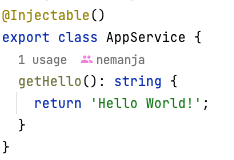 @Injectable()
export class AppService {
1 usage nemanja
getHello(): string {
return 'Hello World!';
}
}